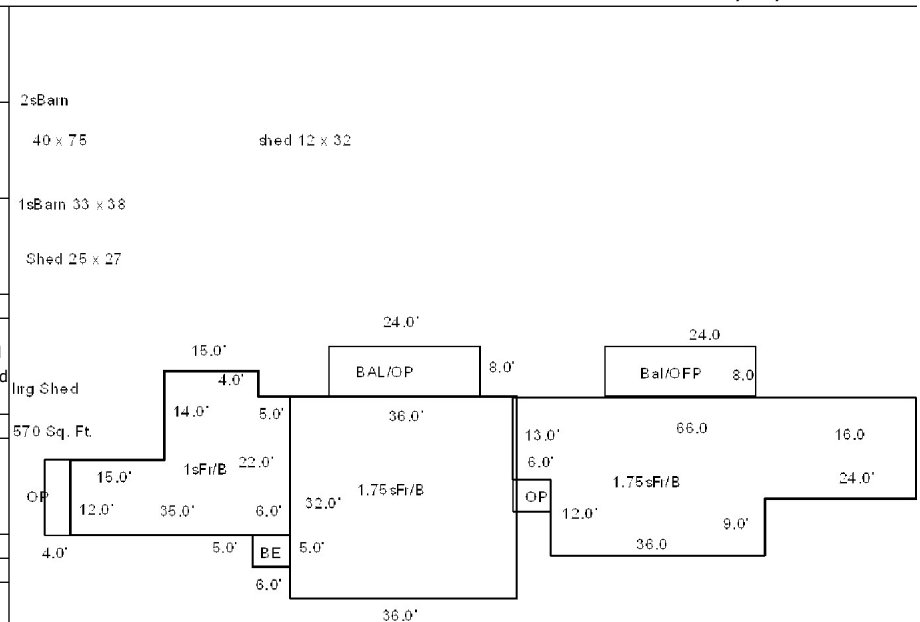 2sBarn
40 x 75
shed 12 x 32
1sBarn 33 x 38
Shed 25 x 27
24.0'
24.0
15.0'
BAL/OP
8.0'
Bal/OFP
8.0
4.0'
d
Irrg Shed
14.0'
5.0'
36.0'
570 Sq. Ft.
13.0'
66.0
16.0
22.0'
6.0'
1sFr/B
15.0'
24.0'
1.75sFr/B
1.75sFr/B
OP
OP
12.0'
35.0'
6.0'
32.0'
12.0'
9.0'
4.0'
5.0'
BE
5.0'
36.0
6.0'
36.0'